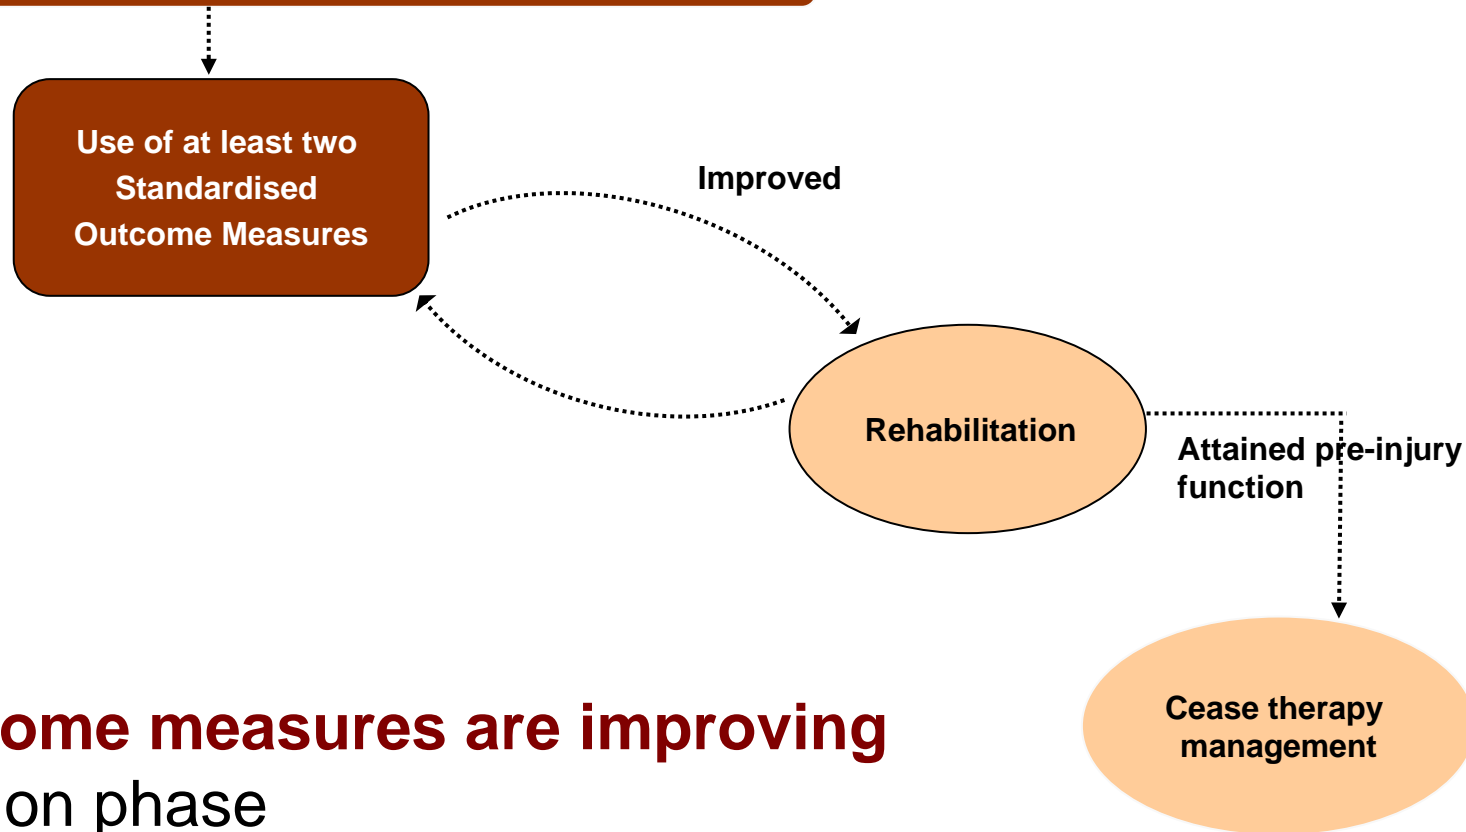 Use of at least two
Standardised
Outcome Measures
Improved
Rehabilitation
Attained pre-injury
function
Cease therapy
management
ome measures are improving
on phase